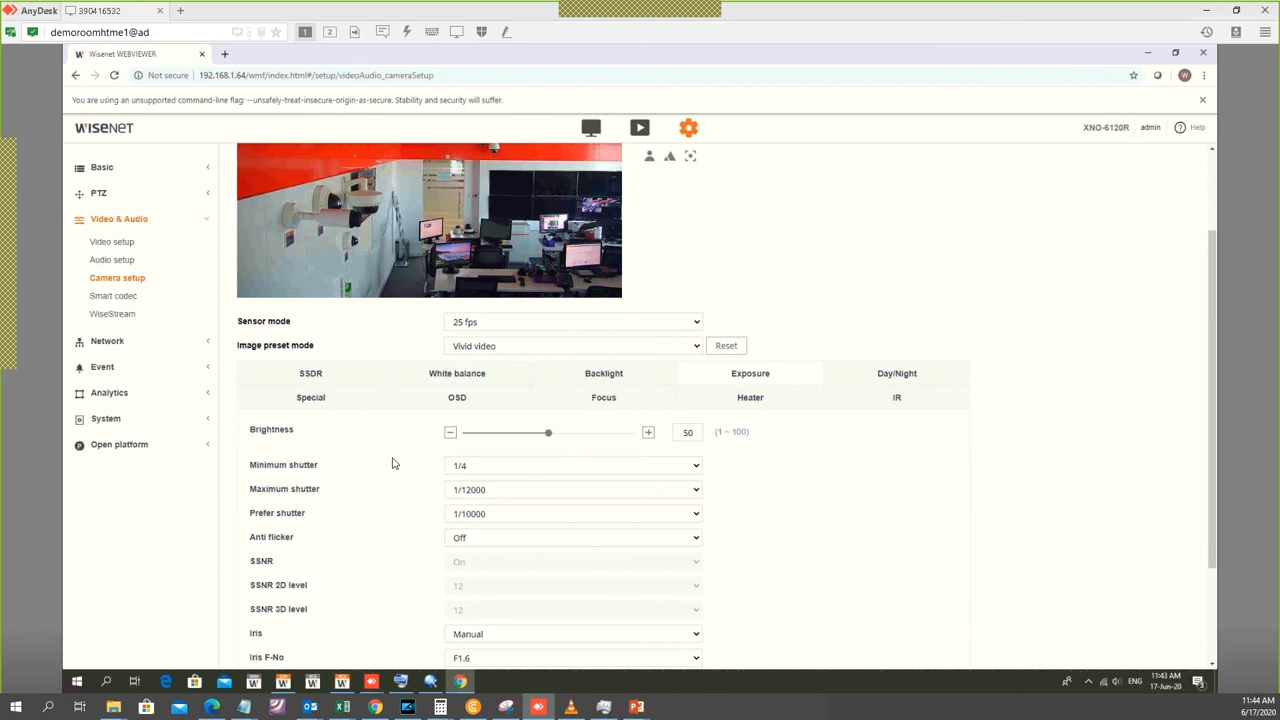 AnyDesk
390416532
demoroomhtme1@ad
1
2
Wisenet WEBVIEWER
Not secure
192.168.1.64/wmf/index.html#/setup/videoAudio_cameraSetup
W
You are using an unsupported command-line flag: --unsafely-treat-insecure-origin-as-secure. Stability and security will suffer.
WISENET
XNO-6120R
admin
Help
Basic
PTZ
Video & Audio
Video setup
Audio setup
Camera setup
Smart codec
WiseStream
Network
Event
Analytics
System
Open platform
Sensor mode
25 fps
Image preset mode
Vivid video
Reset
SSDR
White balance
Backlight
Exposure
Day/Night
Special
OSD
Focus
Heater
IR
Brightness
50
(1 ~ 100)
Minimum shutter
1/4
Maximum shutter
1/12000
Prefer shutter
1/10000
Anti flicker
Off
SSNR
On
SSNR 2D level
12
SSNR 3D level
12
Iris
Manual
Iris F-No
F1.6
ENG
11:43 AM
17-Jun-20
11:44 AM
6/17/2020